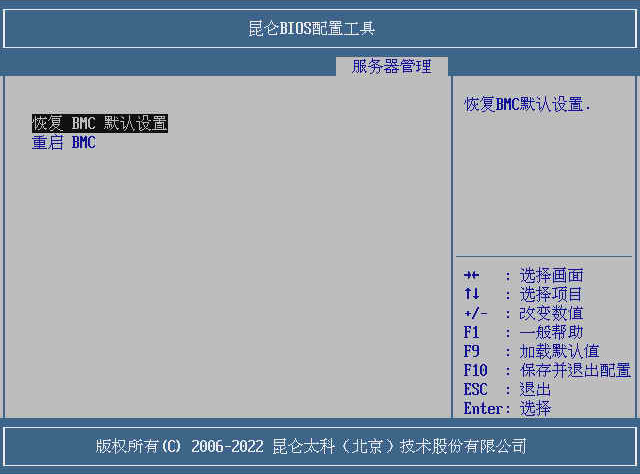 昆仑BIOS配置工具
服务器管理
恢复 BMC 默认设置
重启 BMC
恢复BMC默认设置.
→← : 选择画面
↑↓ : 选择项目
+/- : 改变数值
F1 : 一般帮助
F9 : 加载默认值
F10 : 保存并退出配置
ESC : 退出
Enter: 选择
版权所有(C) 2006-2022 昆仑太科（北京）技术股份有限公司